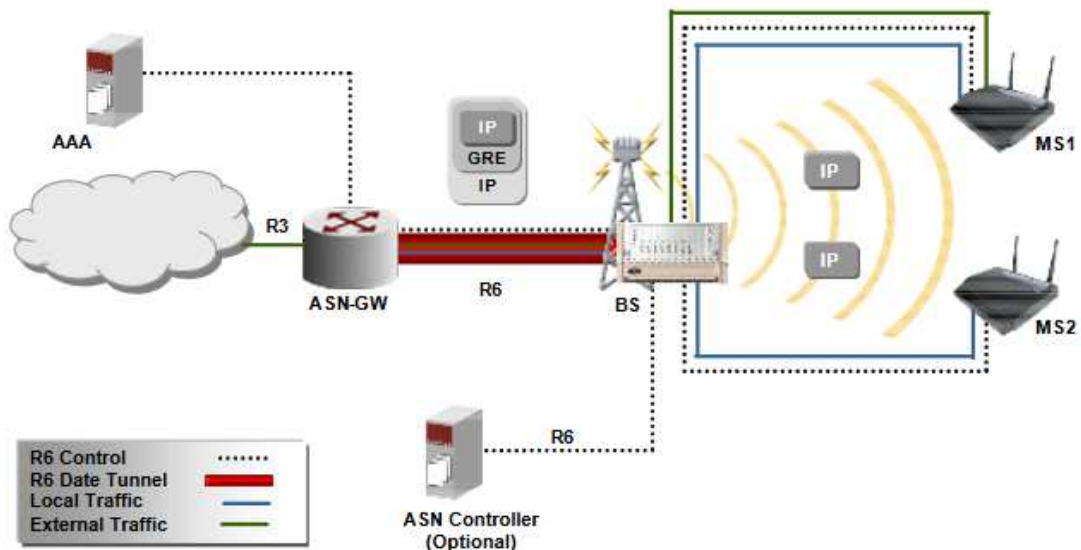 AAA
IP
GRE
IP
IP
IP
MS1
R3
R6
ASN-GW
BS
MS2
R6
ASN Controller
(Optional)
R6 Control
R6 Date Tunnel
Local Traffic
External Traffic